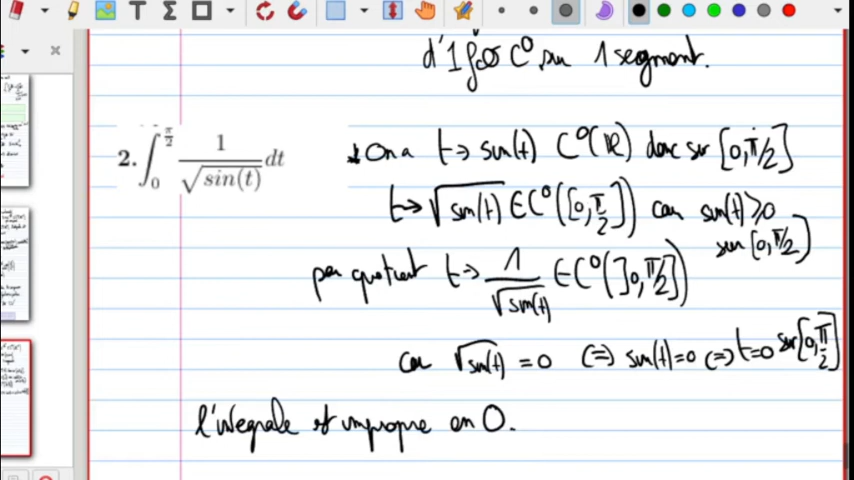 d'1 fct° C⁰ sur 1 segment.
2. ∫₀^{π/2} 1/√sin(t) dt
On a t → sin(t) C⁰(ℝ) donc sur [0, π/2]
t → √sin(t) ∈ C⁰([0, π/2]) car sin(t) ≥ 0
sur [0, π/2]
par quotient t → 1/√sin(t) ∈ C⁰(]0, π/2])
car √sin(t) = 0 (=) sin(t) = 0 (=) t = 0 sur [0, π/2]
l'intégrale est impropre en 0.